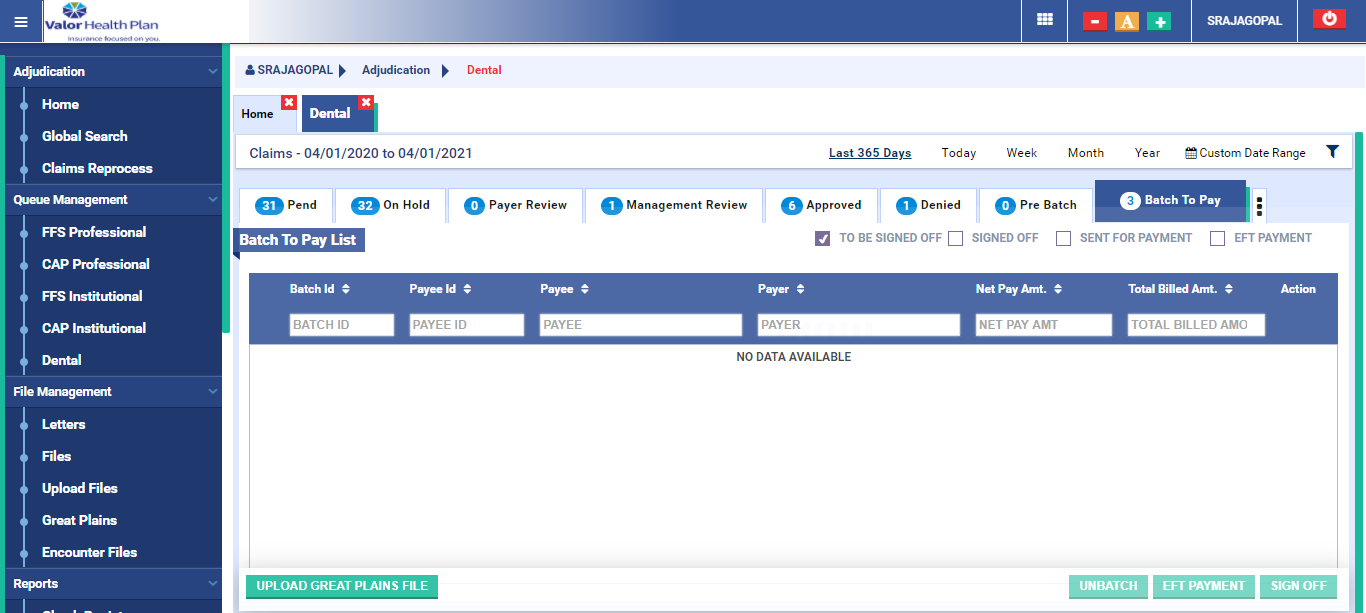 Valor Health Plan
Insurance focused on you.
A
SRAJAGOPAL
Adjudication
Home
Global Search
Claims Reprocess
Queue Management
FFS Professional
CAP Professional
FFS Institutional
CAP Institutional
Dental
File Management
Letters
Files
Upload Files
Great Plains
Encounter Files
Reports
SRAJAGOPAL Adjudication Dental
Home Dental
Claims - 04/01/2020 to 04/01/2021 Last 365 Days Today Week Month Year Custom Date Range
31 Pend 32 On Hold 0 Payer Review 1 Management Review 6 Approved 1 Denied 0 Pre Batch 3 Batch To Pay
Batch To Pay List TO BE SIGNED OFF SIGNED OFF SENT FOR PAYMENT EFT PAYMENT
Batch Id Payee Id Payee Payer Net Pay Amt. Total Billed Amt. Action
BATCH ID PAYEE ID PAYEE PAYER NET PAY AMT TOTAL BILLED AMO
NO DATA AVAILABLE
UPLOAD GREAT PLAINS FILE UNBATCH EFT PAYMENT SIGN OFF